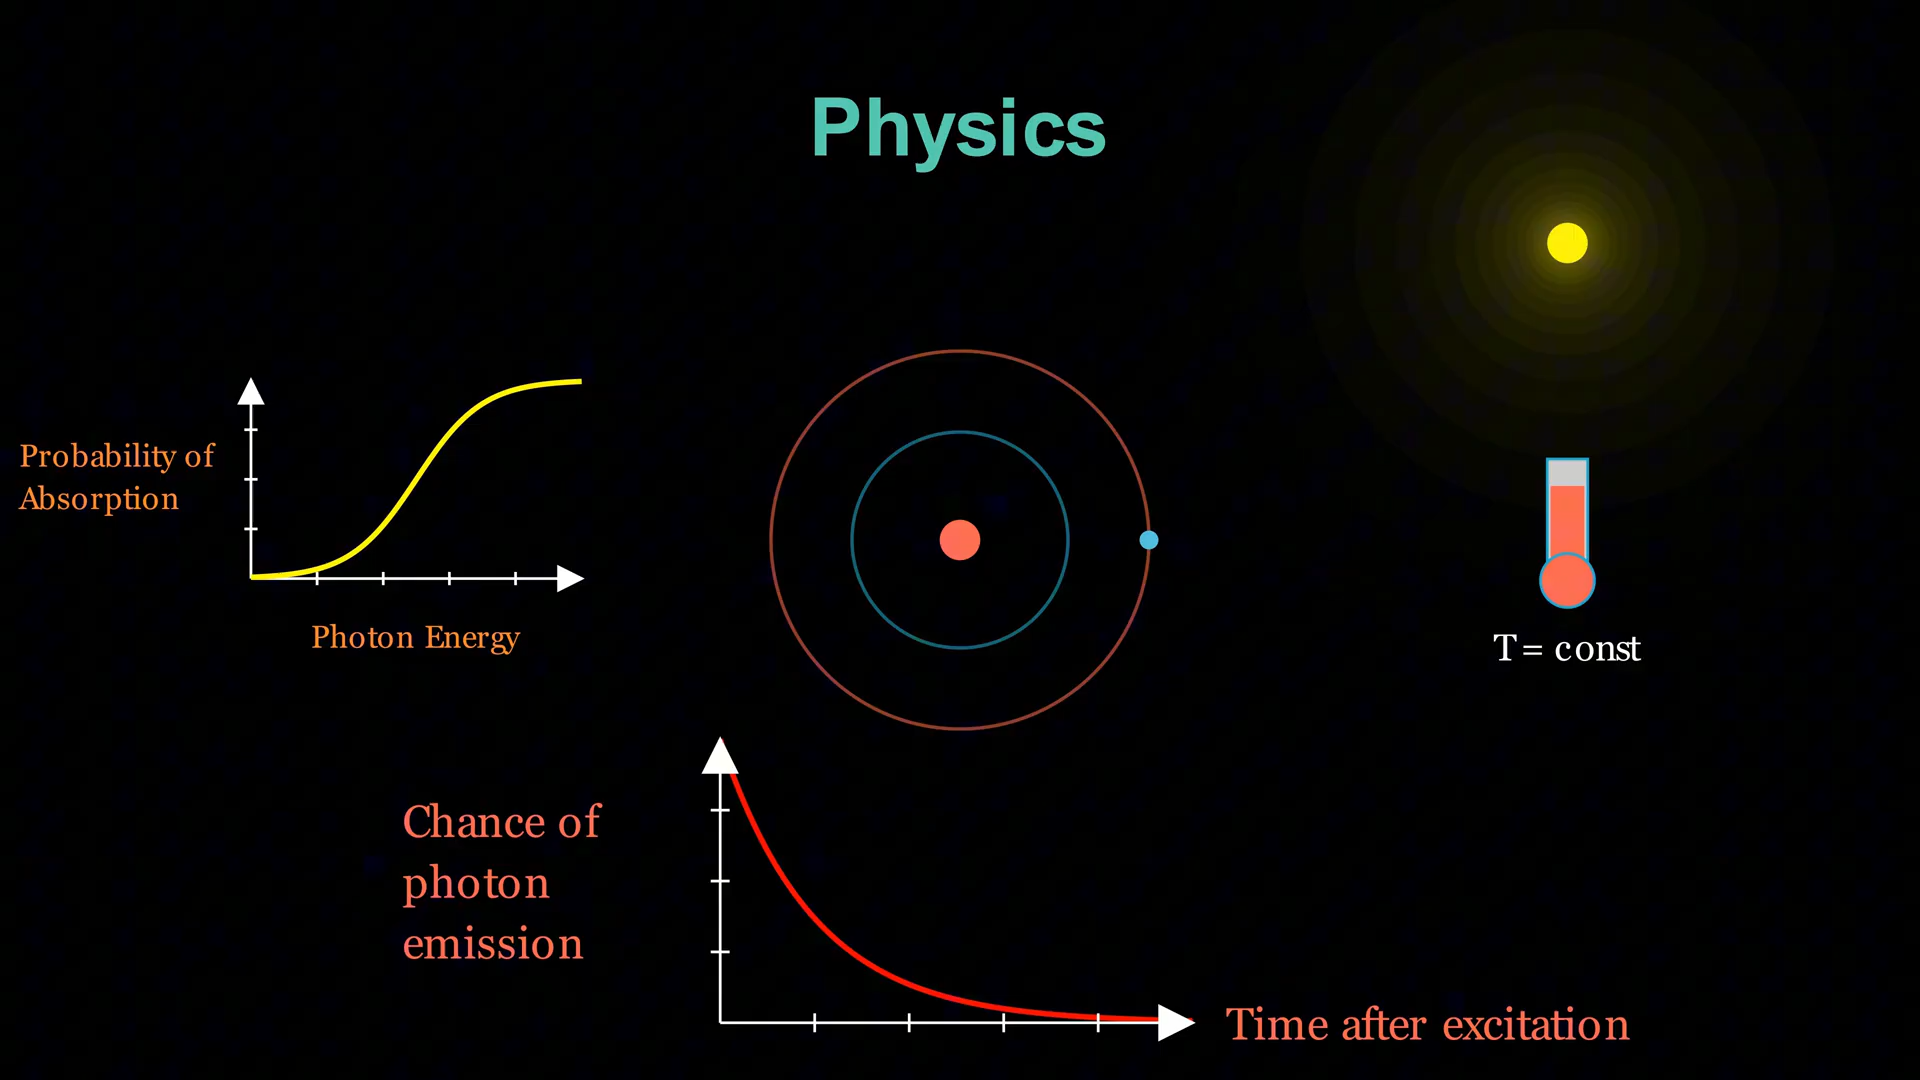 Physics
Probability of
Absorption
Photon Energy
T = const
Chance of
photon
emission
Time after excitation